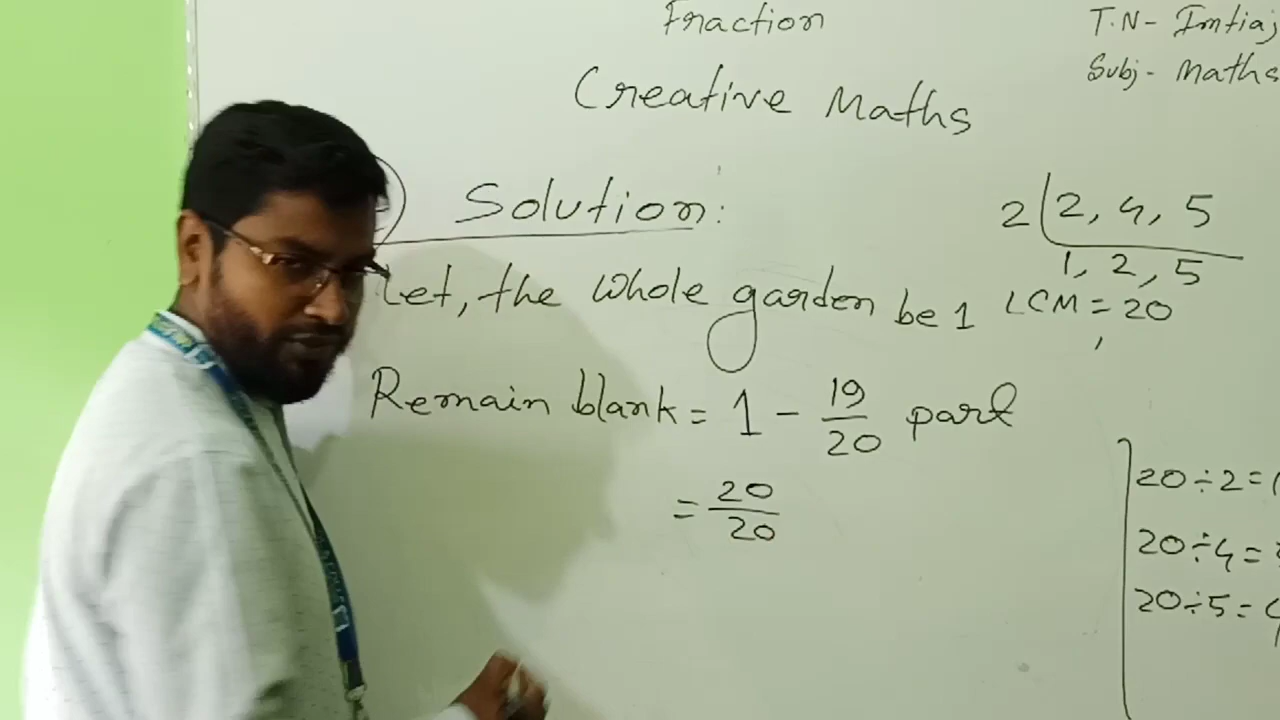 Fraction
T.N- Imtiaj
Subj- Maths
Creative Maths
Solution:
2 2, 4, 5
1, 2, 5
LCM = 20
Let, the whole garden be 1
Remain blank = 1 - 19/20 part
= 20/20
20÷2=
20÷4=
20÷5=